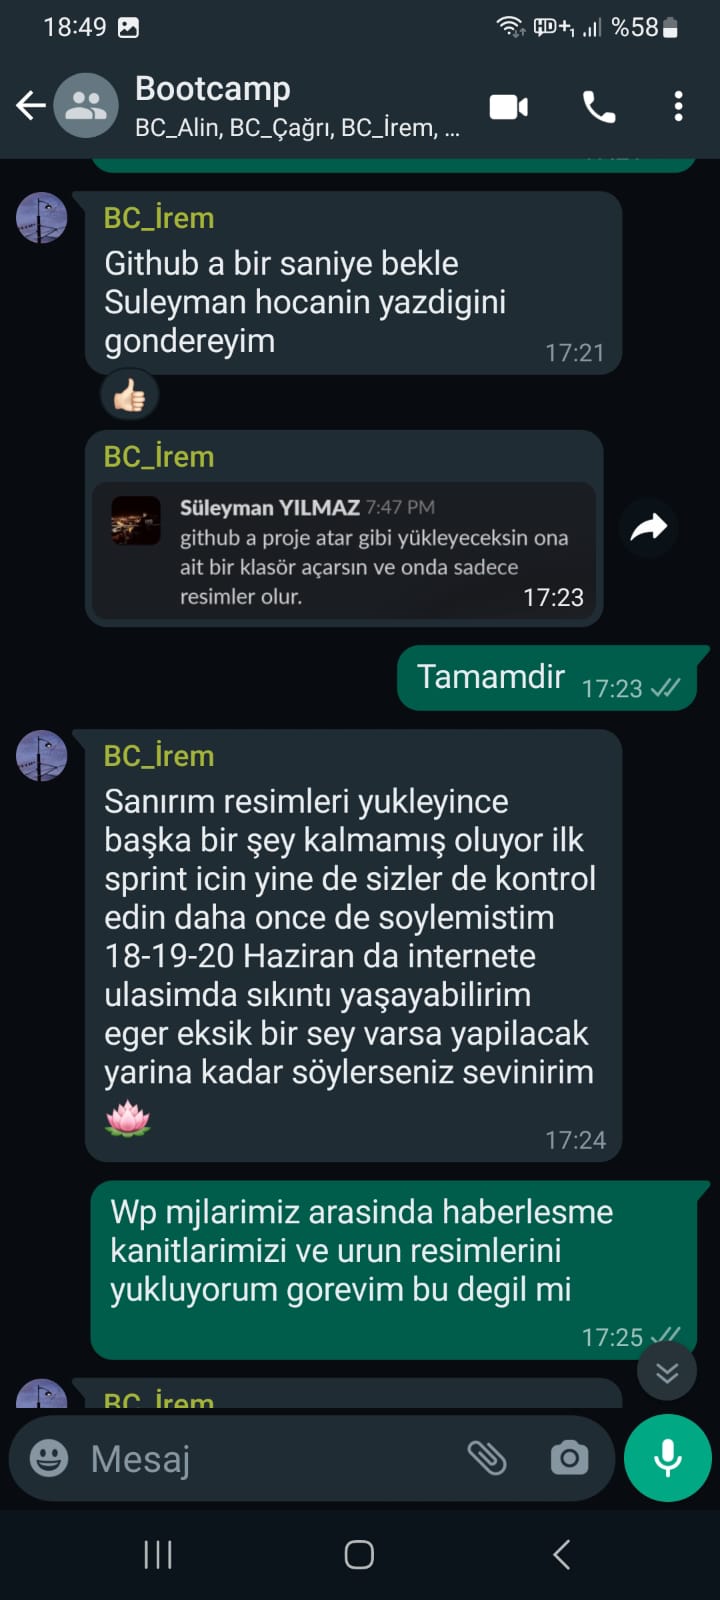 18:49
%58
Bootcamp
BC_Alin, BC_Çağrı, BC_İrem, ...
BC_İrem
Github a bir saniye bekle
Suleyman hocanin yazdigini
gondereyim
17:21
BC_İrem
Süleyman YILMAZ 7:47 PM
github a proje atar gibi yükleyeceksin ona
ait bir klasör açarsın ve onda sadece
resimler olur.
17:23
Tamamdir
17:23
BC_İrem
Sanırım resimleri yukleyince
başka bir şey kalmamış oluyor ilk
sprint icin yine de sizler de kontrol
edin daha once de soylemistim
18-19-20 Haziran da internete
ulasimda sıkıntı yaşayabilirim
eger eksik bir sey varsa yapilacak
yarina kadar söylerseniz sevinirim
17:24
Wp mjlarimiz arasinda haberlesme
kanitlarimizi ve urun resimlerini
yukluyorum gorevim bu degil mi
17:25
BC_İrem
Mesaj